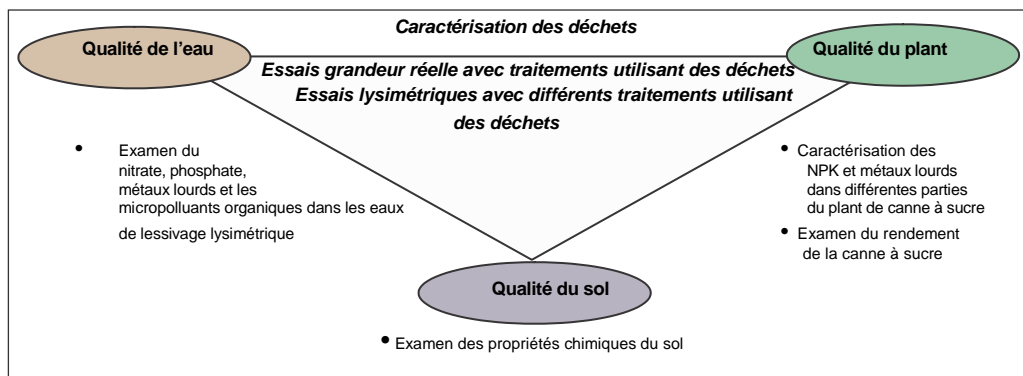 Caractérisation des déchets
Qualité de l'eau
Qualité du plant
Essais grandeur réelle avec traitements utilisant des déchets
Essais lysimétriques avec différents traitements utilisant
des déchets
• Examen du
nitrate, phosphate,
métaux lourds et les
micropolluants organiques dans les eaux
de lessivage lysimétrique
• Caractérisation des
NPK et métaux lourds
dans différentes parties
du plant de canne à sucre
• Examen du rendement
de la canne à sucre
Qualité du sol
• Examen des propriétés chimiques du sol